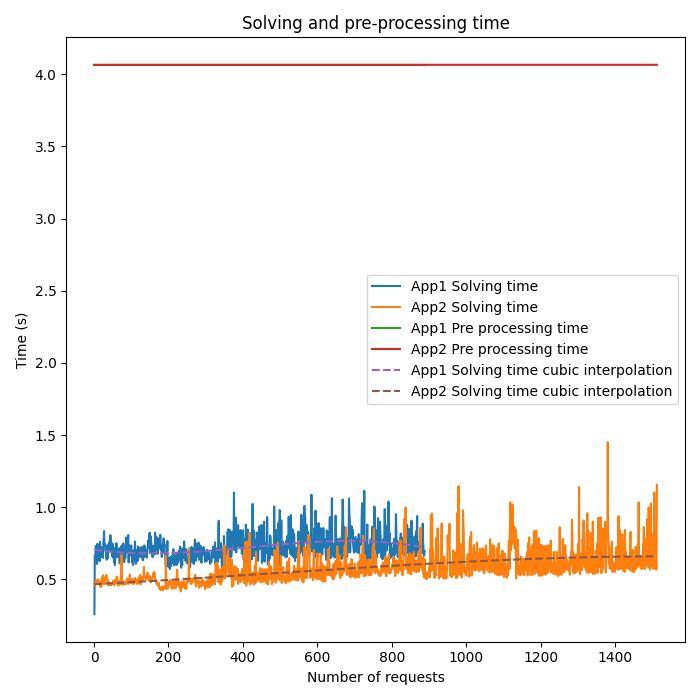 Solving and pre-processing time
4.0
3.5
3.0
2.5
2.0
1.5
1.0
0.5
Time (s)
App1 Solving time
App2 Solving time
App1 Pre processing time
App2 Pre processing time
App1 Solving time cubic interpolation
App2 Solving time cubic interpolation
0 200 400 600 800 1000 1200 1400
Number of requests